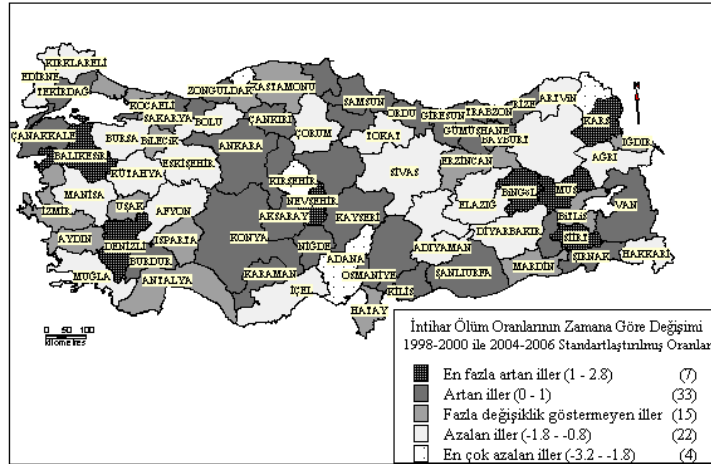 KIRKLARELİ
EDİRNE
TEKİRDAĞ
KOCAELİ
SAKARYA
ZONGULDAK
KASTAMONU
BOLU
ÇANKIRI
SAMSUN
ORDU
GİRESUN
TRABZON
RİZE
ARTVİN
KARS
N
ÇANAKKALE
BALIKESİR
BURSA
BİLECİK
ESKİŞEHİR
ANKARA
ÇORUM
TOKAT
GÜMÜŞHANE
BAYBURT
ERZİNCAN
IĞDIR
AĞRI
KÜTAHYA
MANİSA
İZMİR
UŞAK
AFYON
KIRŞEHİR
NEVŞEHİR
AKSARAY
KAYSERİ
SİVAS
ELAZIĞ
BİNGÖL
MUŞ
BİTLİS
VAN
AYDIN
DENİZLİ
ISPARTA
BURDUR
KONYA
NİĞDE
ADANA
ADIYAMAN
DİYARBAKIR
SİİRT
ŞIRNAK
HAKKARİ
MUĞLA
ANTALYA
KARAMAN
İÇEL
OSMANİYE
KİLİS
HATAY
ŞANLIURFA
MARDİN
0 50 100
kilometres
İntihar Ölüm Oranlarının Zamana Göre Değişimi
1998-2000 ile 2004-2006 Standartlaştırılmış Oranlar
En fazla artan iller (1 - 2.8) (7)
Artan iller (0 - 1) (33)
Fazla değişiklik göstermeyen iller (15)
Azalan iller (-1.8 - -0.8) (22)
En çok azalan iller (-3.2 - -1.8) (4)